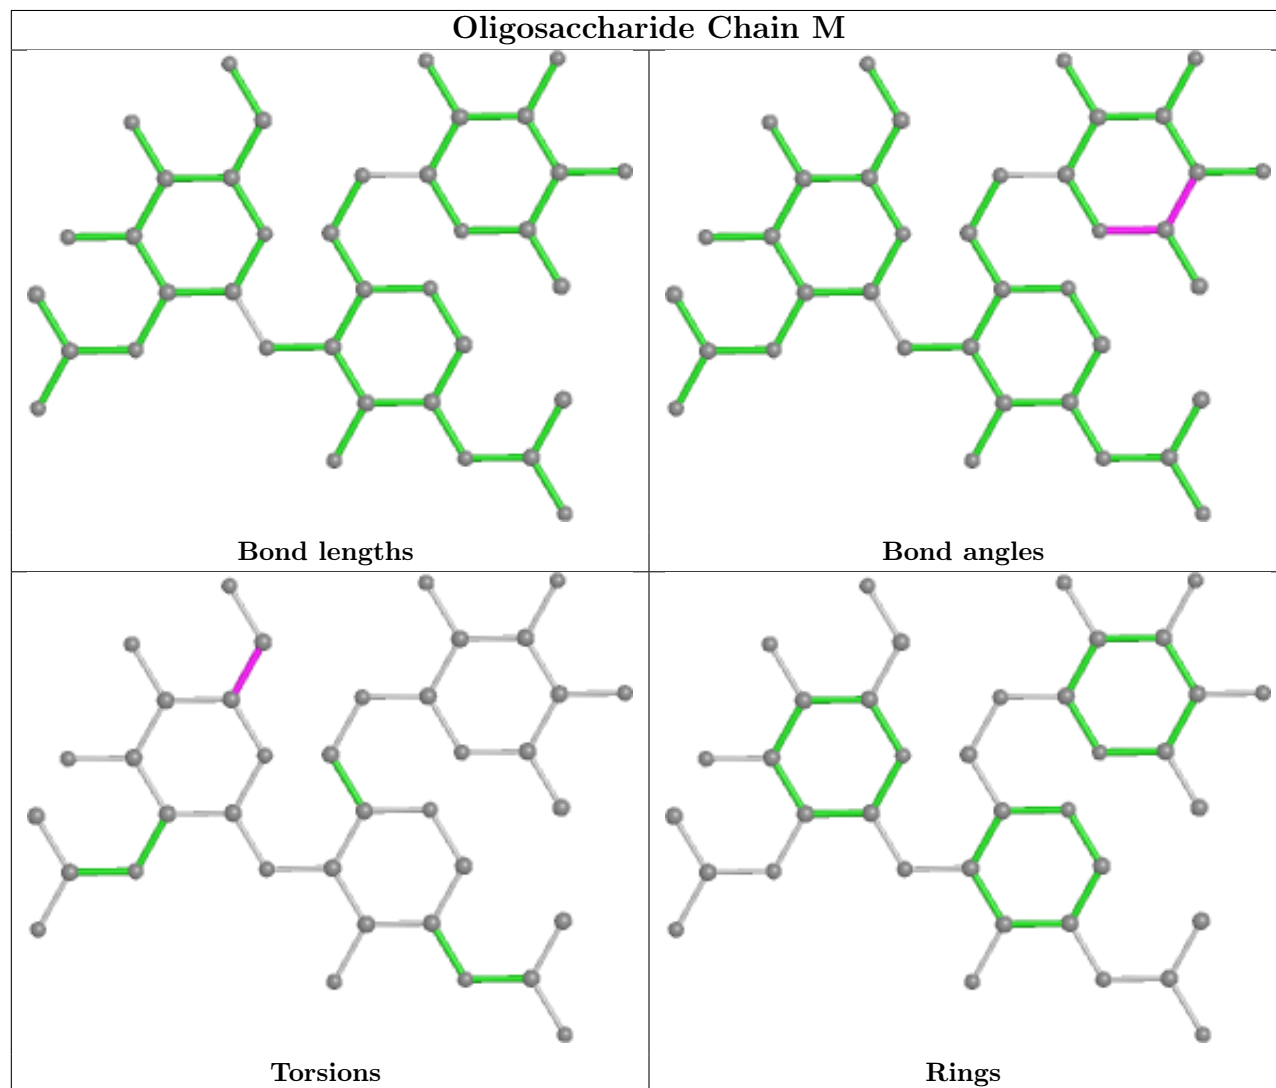 Oligosaccharide Chain M
Bond lengths
Bond angles
Torsions
Rings